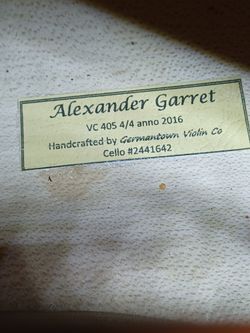 Alexander Garret
VC 405 4/4 anno 2016
Handcrafted by Germantown Violin Co
Cello #2441642